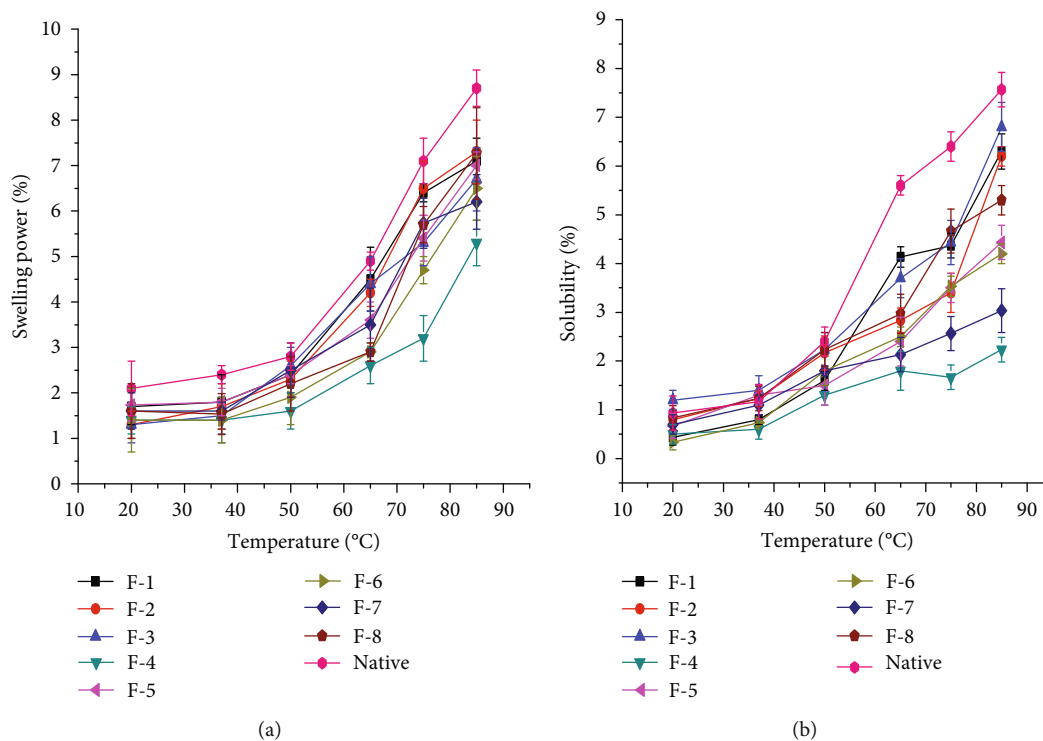 10
9
8
7
6
5
4
3
2
1
0
Swelling power (%)
10 20 30 40 50 60 70 80 90
Temperature (°C)
F-1
F-2
F-3
F-4
F-5
F-6
F-7
F-8
Native
(a)
9
8
7
6
5
4
3
2
1
0
Solubility (%)
10 20 30 40 50 60 70 80 90
Temperature (°C)
F-1
F-2
F-3
F-4
F-5
F-6
F-7
F-8
Native
(b)